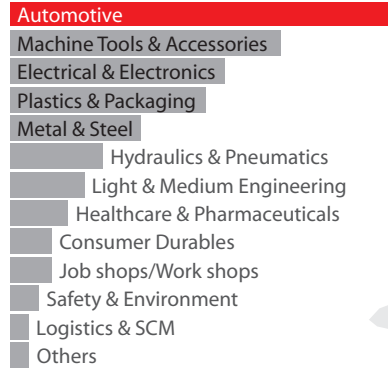 Automotive
Machine Tools & Accessories
Electrical & Electronics
Plastics & Packaging
Metal & Steel
Hydraulics & Pneumatics
Light & Medium Engineering
Healthcare & Pharmaceuticals
Consumer Durables
Job shops/Work shops
Safety & Environment
Logistics & SCM
Others